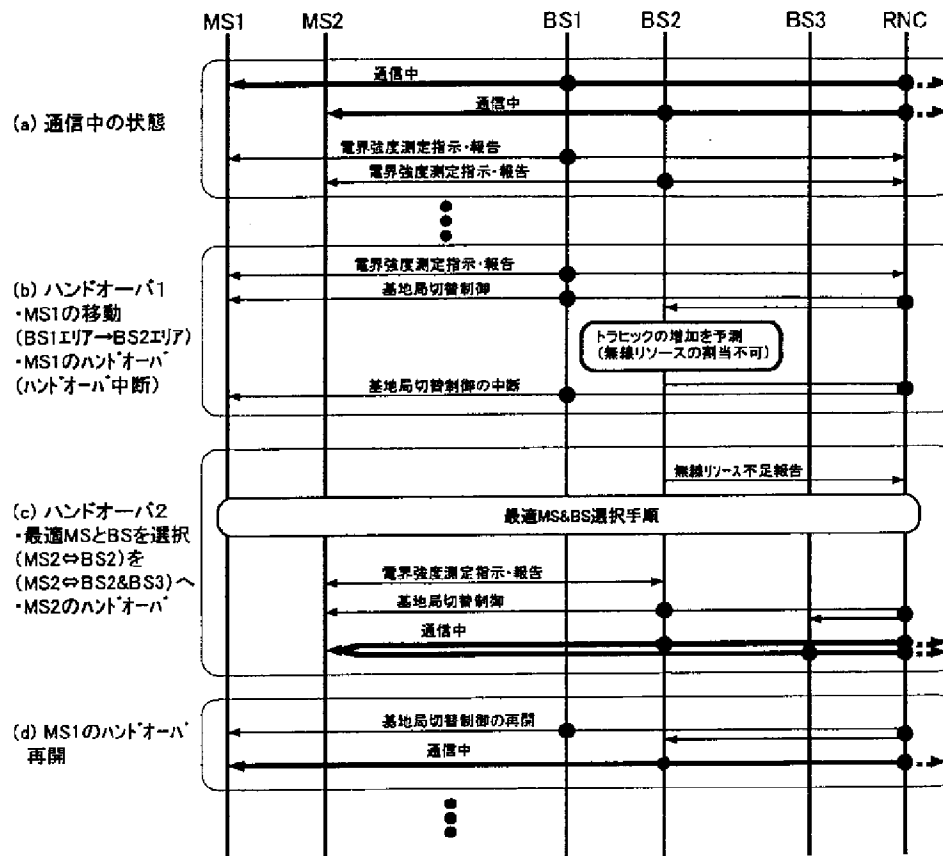 MS1 MS2 BS1 BS2 BS3 RNC
(a) 通信中の状態
通信中
通信中
電界強度測定指示・報告
電界強度測定指示・報告
(b) ハンドオーバ1
・MS1の移動
(BS1エリア→BS2エリア)
・MS1のハンドオーバ
(ハンドオーバ中断)
電界強度測定指示・報告
基地局切替制御
トラヒックの増加を予測
(無線リソースの割当不可)
基地局切替制御の中断
(c) ハンドオーバ2
・最適MSとBSを選択
(MS2⇔BS2)を
(MS2⇔BS2&BS3)へ
・MS2のハンドオーバ
無線リソース不足報告
最適MS&BS選択手順
電界強度測定指示・報告
基地局切替制御
通信中
(d) MS1のハンドオーバ
再開
基地局切替制御の再開
通信中